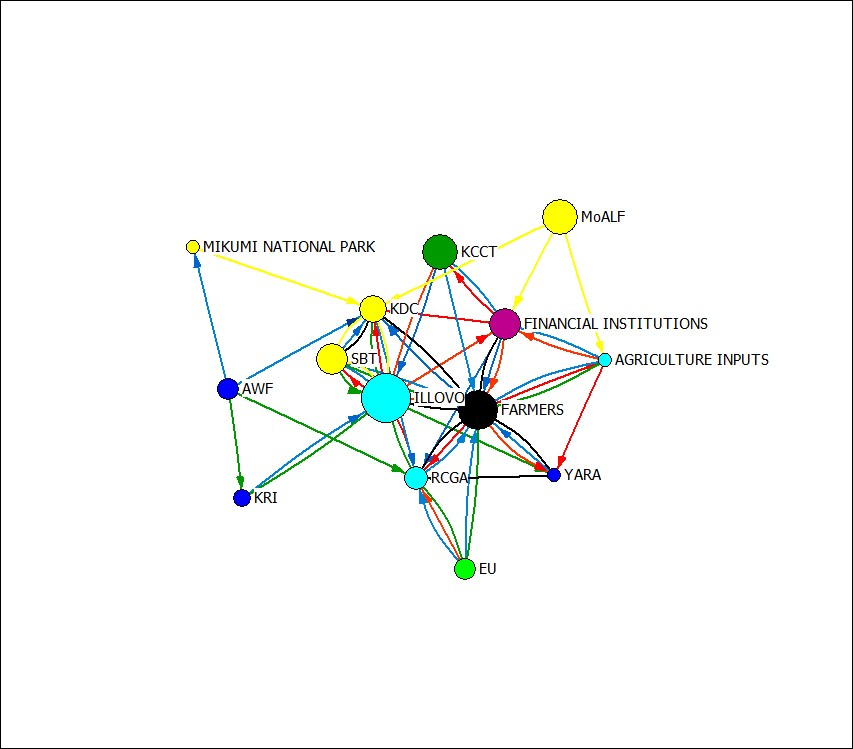 MoALF
MIKUMI NATIONAL PARK
KCCT
KDC
FINANCIAL INSTITUTIONS
SBT
AGRICULTURE INPUTS
AWF
ILLOVO
FARMERS
RCGA
YARA
KRI
EU